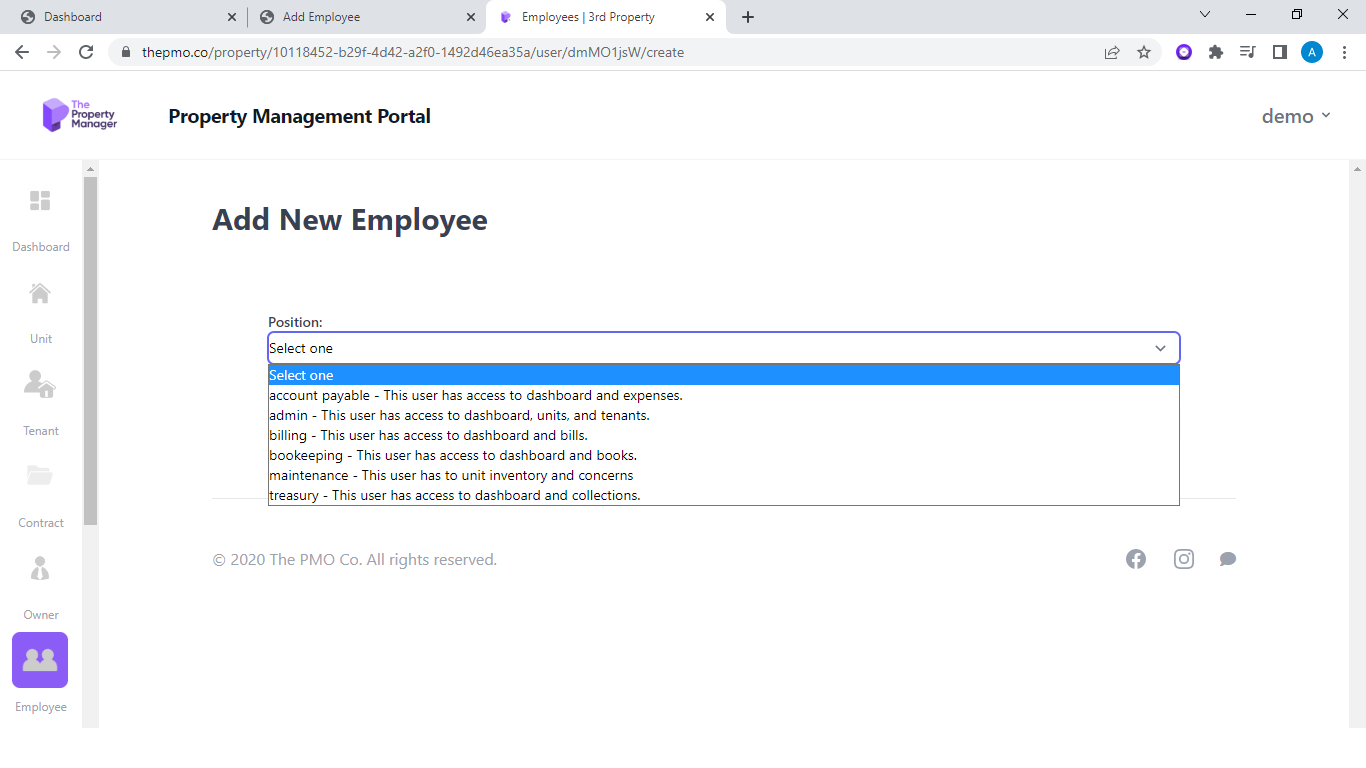 Dashboard
Add Employee
Employees | 3rd Property
thepmo.co/property/10118452-b29f-4d42-a2f0-1492d46ea35a/user/dmMO1jsW/create
A
The
Property
Manager
Property Management Portal
demo
Dashboard
Unit
Tenant
Contract
Owner
Employee
Add New Employee
Position:
Select one
Select one
account payable - This user has access to dashboard and expenses.
admin - This user has access to dashboard, units, and tenants.
billing - This user has access to dashboard and bills.
bookeeping - This user has access to dashboard and books.
maintenance - This user has to unit inventory and concerns
treasury - This user has access to dashboard and collections.
© 2020 The PMO Co. All rights reserved.